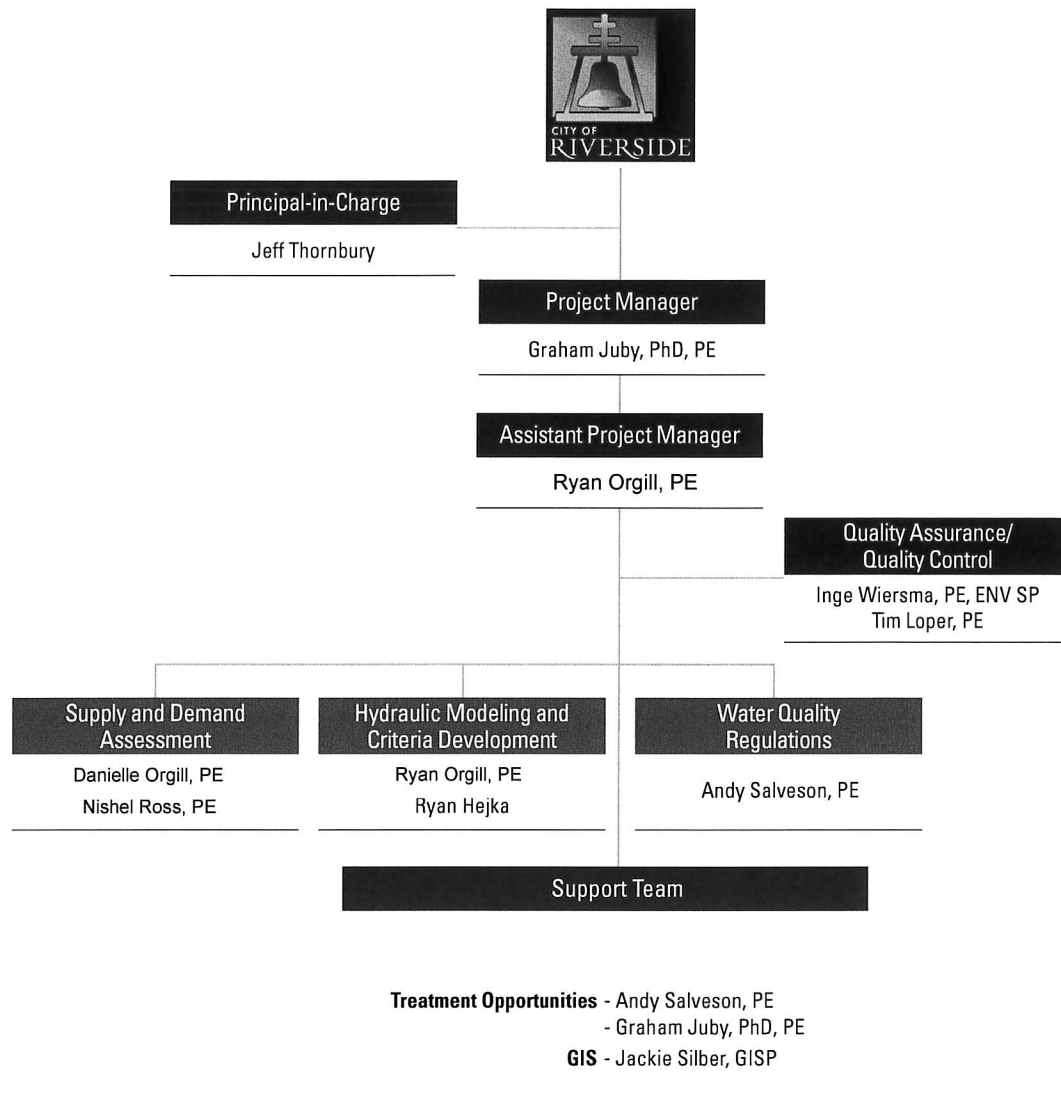 CITY OF
RIVERSIDE
Principal-in-Charge
Jeff Thornbury
Project Manager
Graham Juby, PhD, PE
Assistant Project Manager
Ryan Orgill, PE
Quality Assurance/
Quality Control
Inge Wiersma, PE, ENV SP
Tim Loper, PE
Supply and Demand
Assessment
Danielle Orgill, PE
Nishel Ross, PE
Hydraulic Modeling and
Criteria Development
Ryan Orgill, PE
Ryan Hejka
Water Quality
Regulations
Andy Salveson, PE
Support Team
Treatment Opportunities - Andy Salveson, PE
- Graham Juby, PhD, PE
GIS - Jackie Silber, GISP